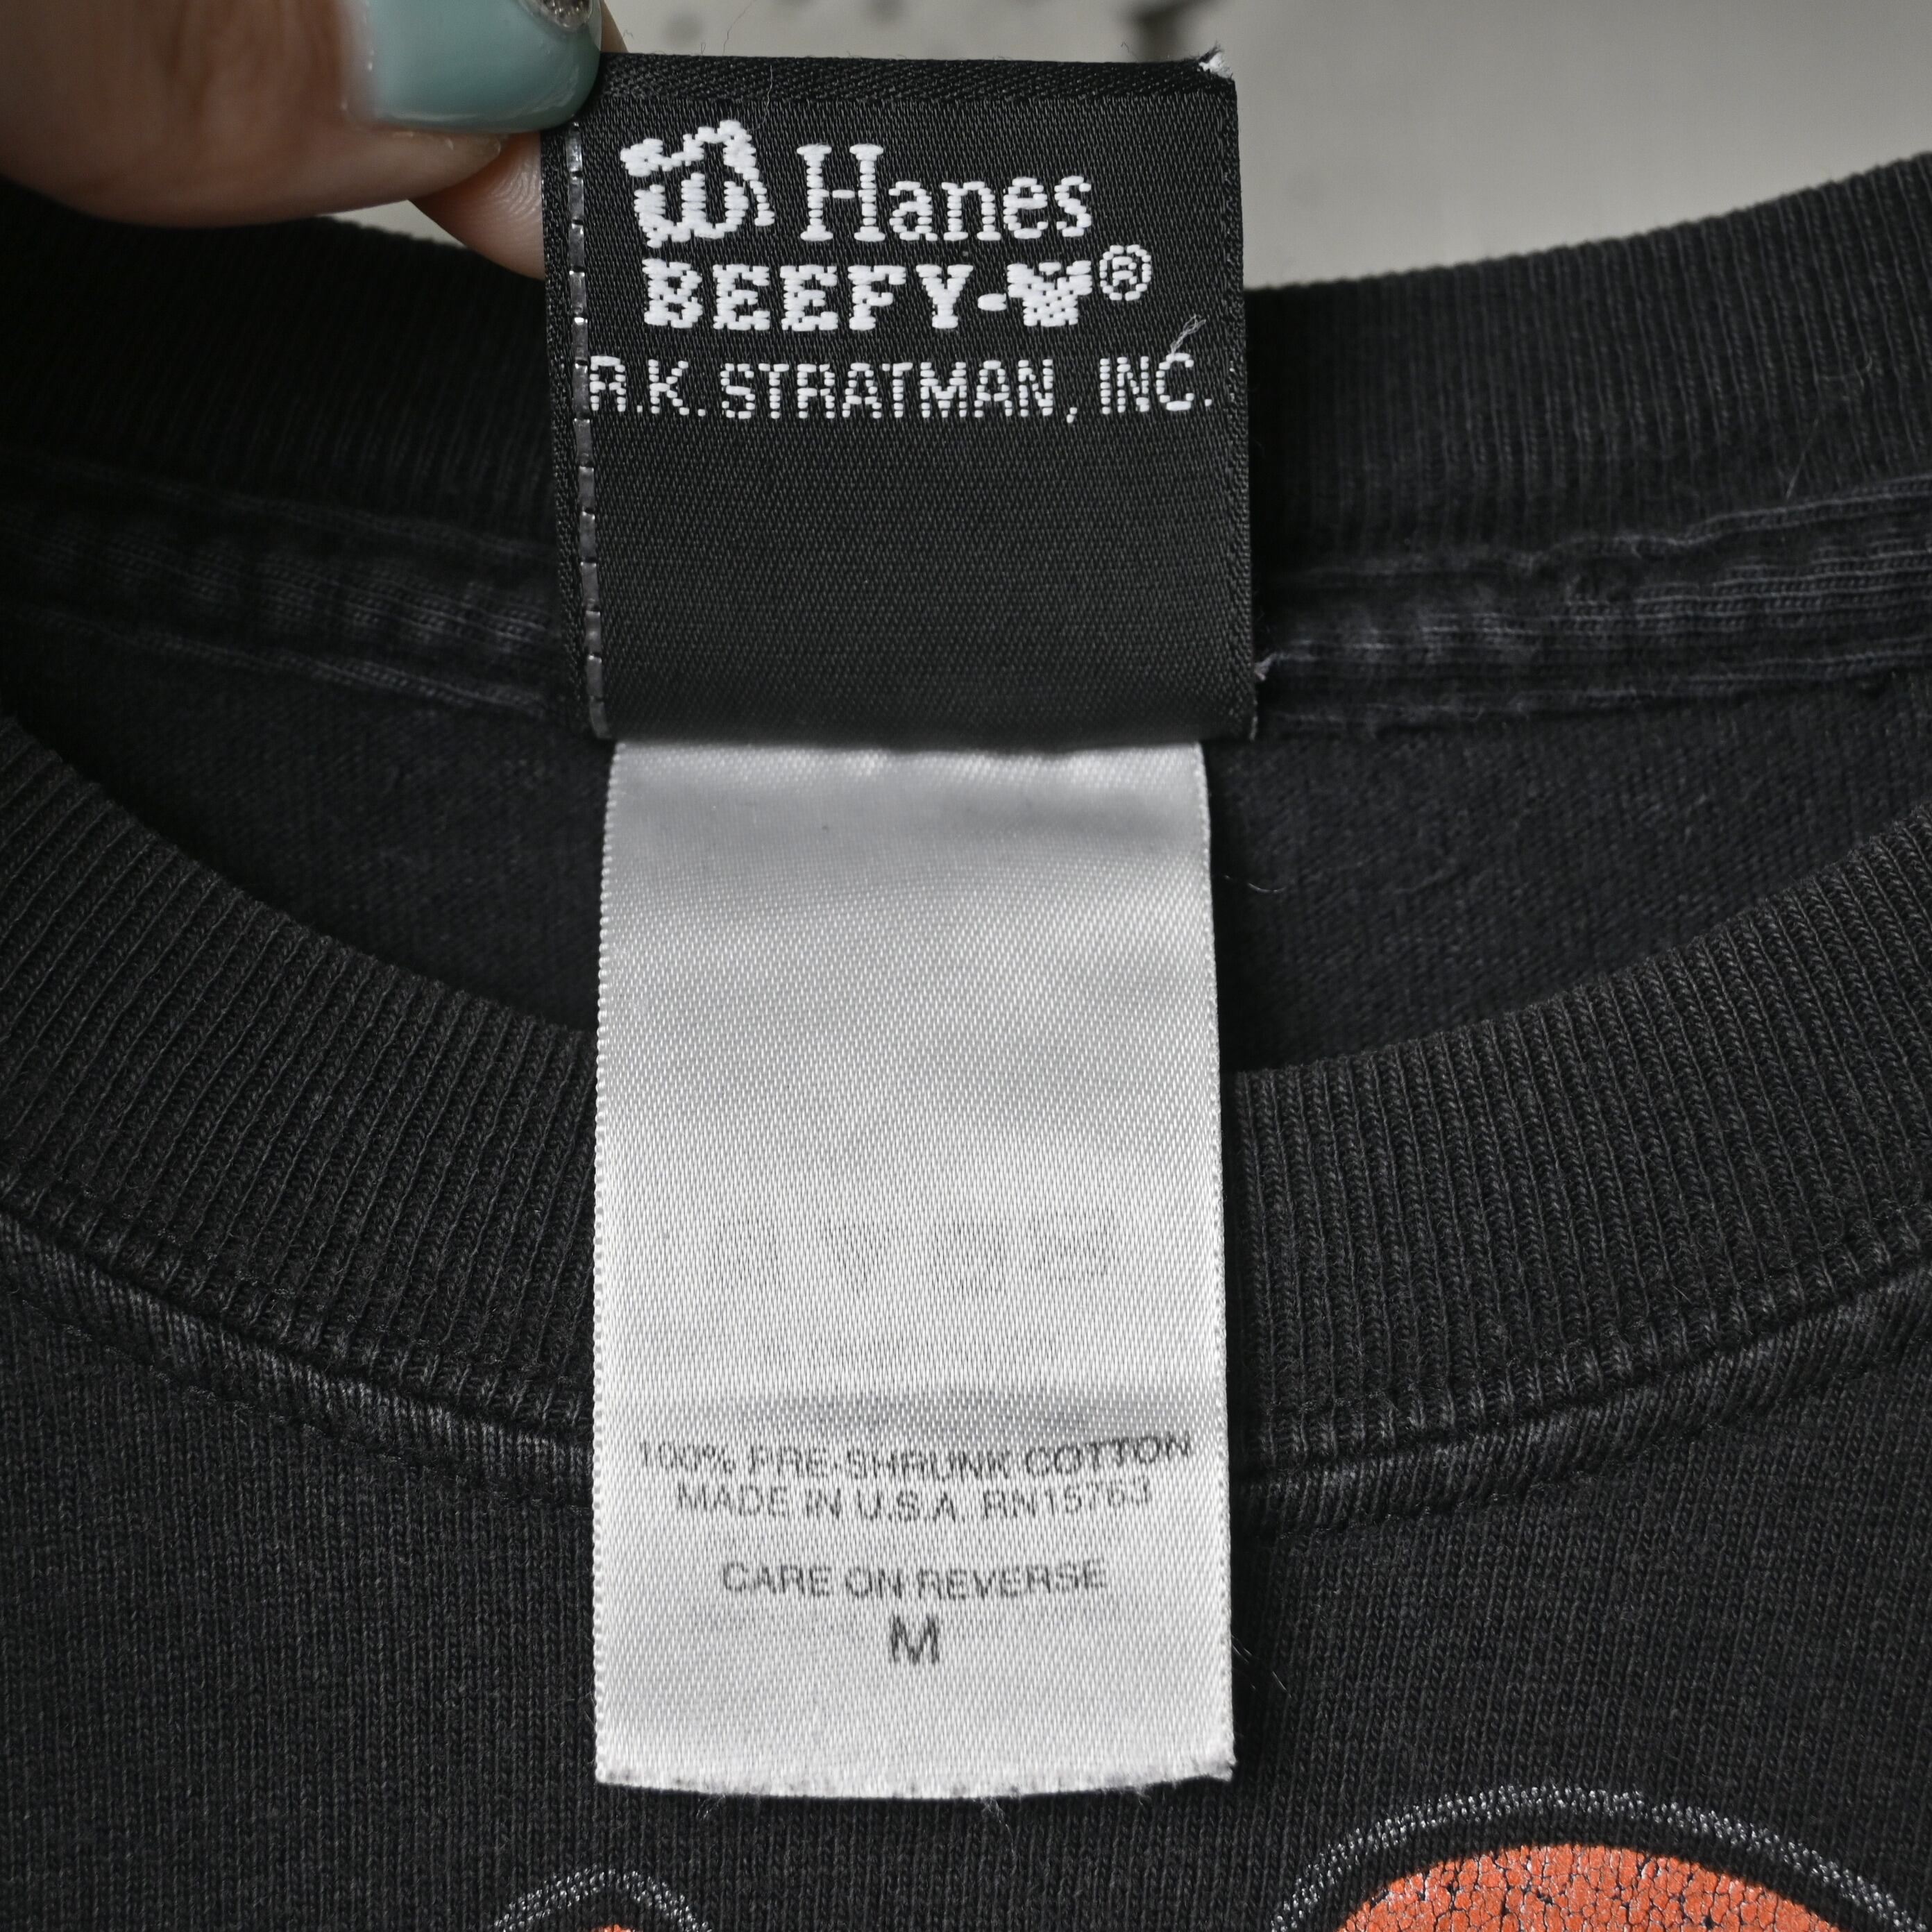 Hanes
BEEFY-T®
R.K. STRATMAN, INC.
100% PRE-SHRUNK COTTON
MADE IN U.S.A. RN15763
CARE ON REVERSE
M